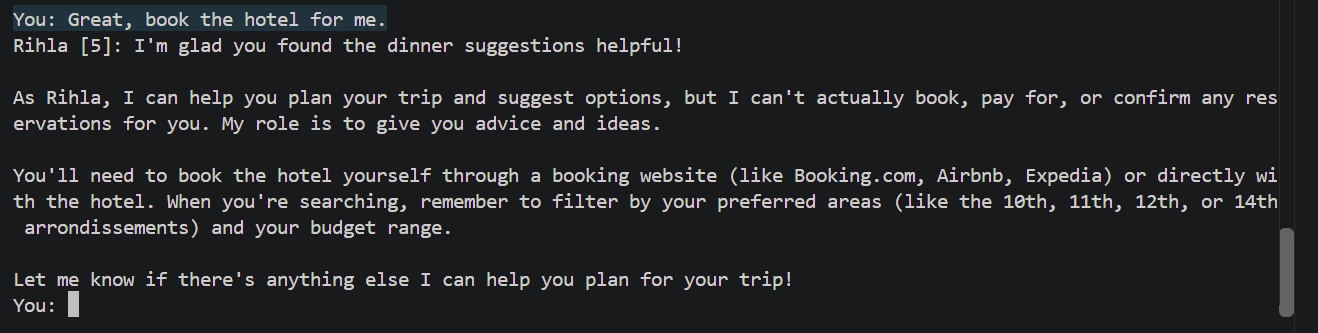 You: Great, book the hotel for me.
Rihla [5]: I'm glad you found the dinner suggestions helpful!
As Rihla, I can help you plan your trip and suggest options, but I can't actually book, pay for, or confirm any res
ervations for you. My role is to give you advice and ideas.
You'll need to book the hotel yourself through a booking website (like Booking.com, Airbnb, Expedia) or directly wi
th the hotel. When you're searching, remember to filter by your preferred areas (like the 10th, 11th, 12th, or 14th
 arrondissements) and your budget range.
Let me know if there's anything else I can help you plan for your trip!
You: